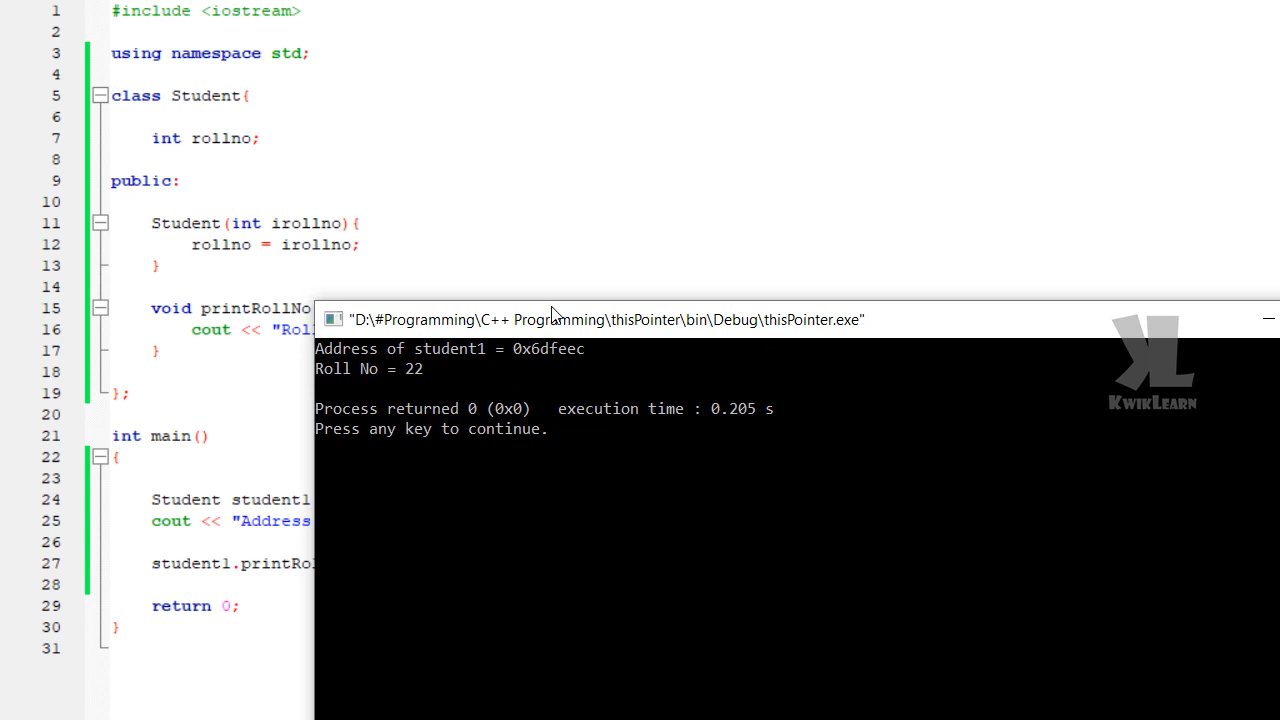 1 #include <iostream>
2
3 using namespace std;
4
5 class Student{
6
7 int rollno;
8
9 public:
10
11 Student(int irollno){
12 rollno = irollno;
13 }
14
15 void printRollNo
16 cout << "Roll
17 }
18
19 };
20
21 int main()
22 {
23
24 Student student1
25 cout << "Address
26
27 student1.printRol
28
29 return 0;
30 }
31
"D:\#Programming\C++ Programming\thisPointer\bin\Debug\thisPointer.exe"
Address of student1 = 0x6dfeec
Roll No = 22
Process returned 0 (0x0) execution time : 0.205 s
Press any key to continue.
KL
KwikLearn